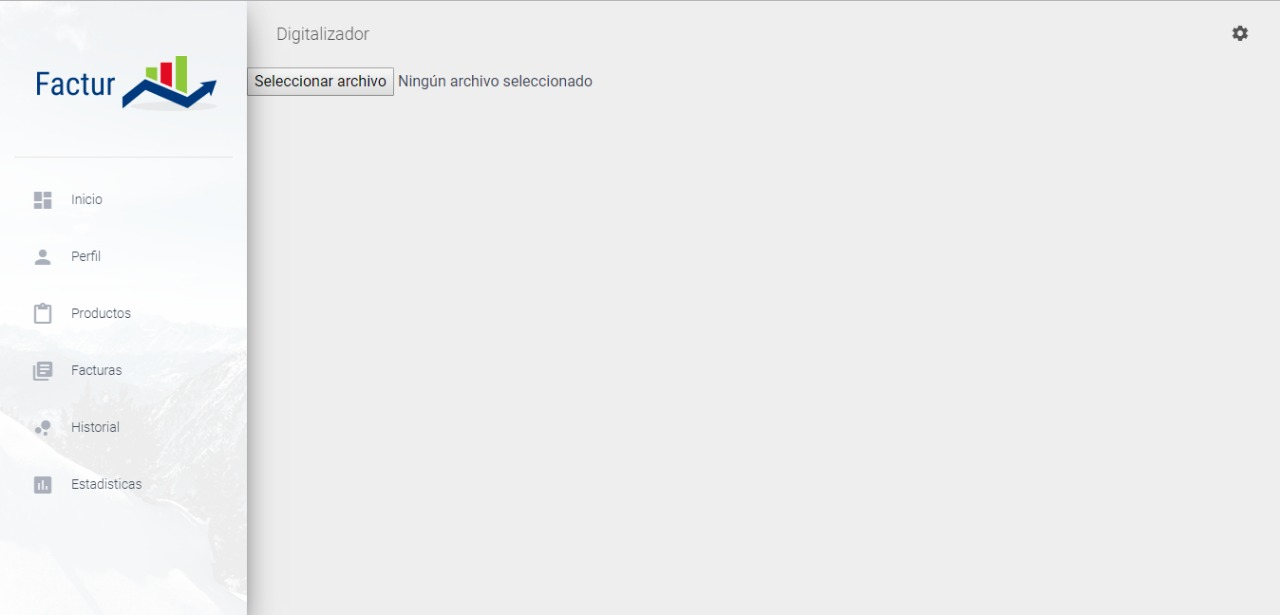 Factur
Inicio
Perfil
Productos
Facturas
Historial
Estadisticas
Digitalizador
Seleccionar archivo Ningún archivo seleccionado